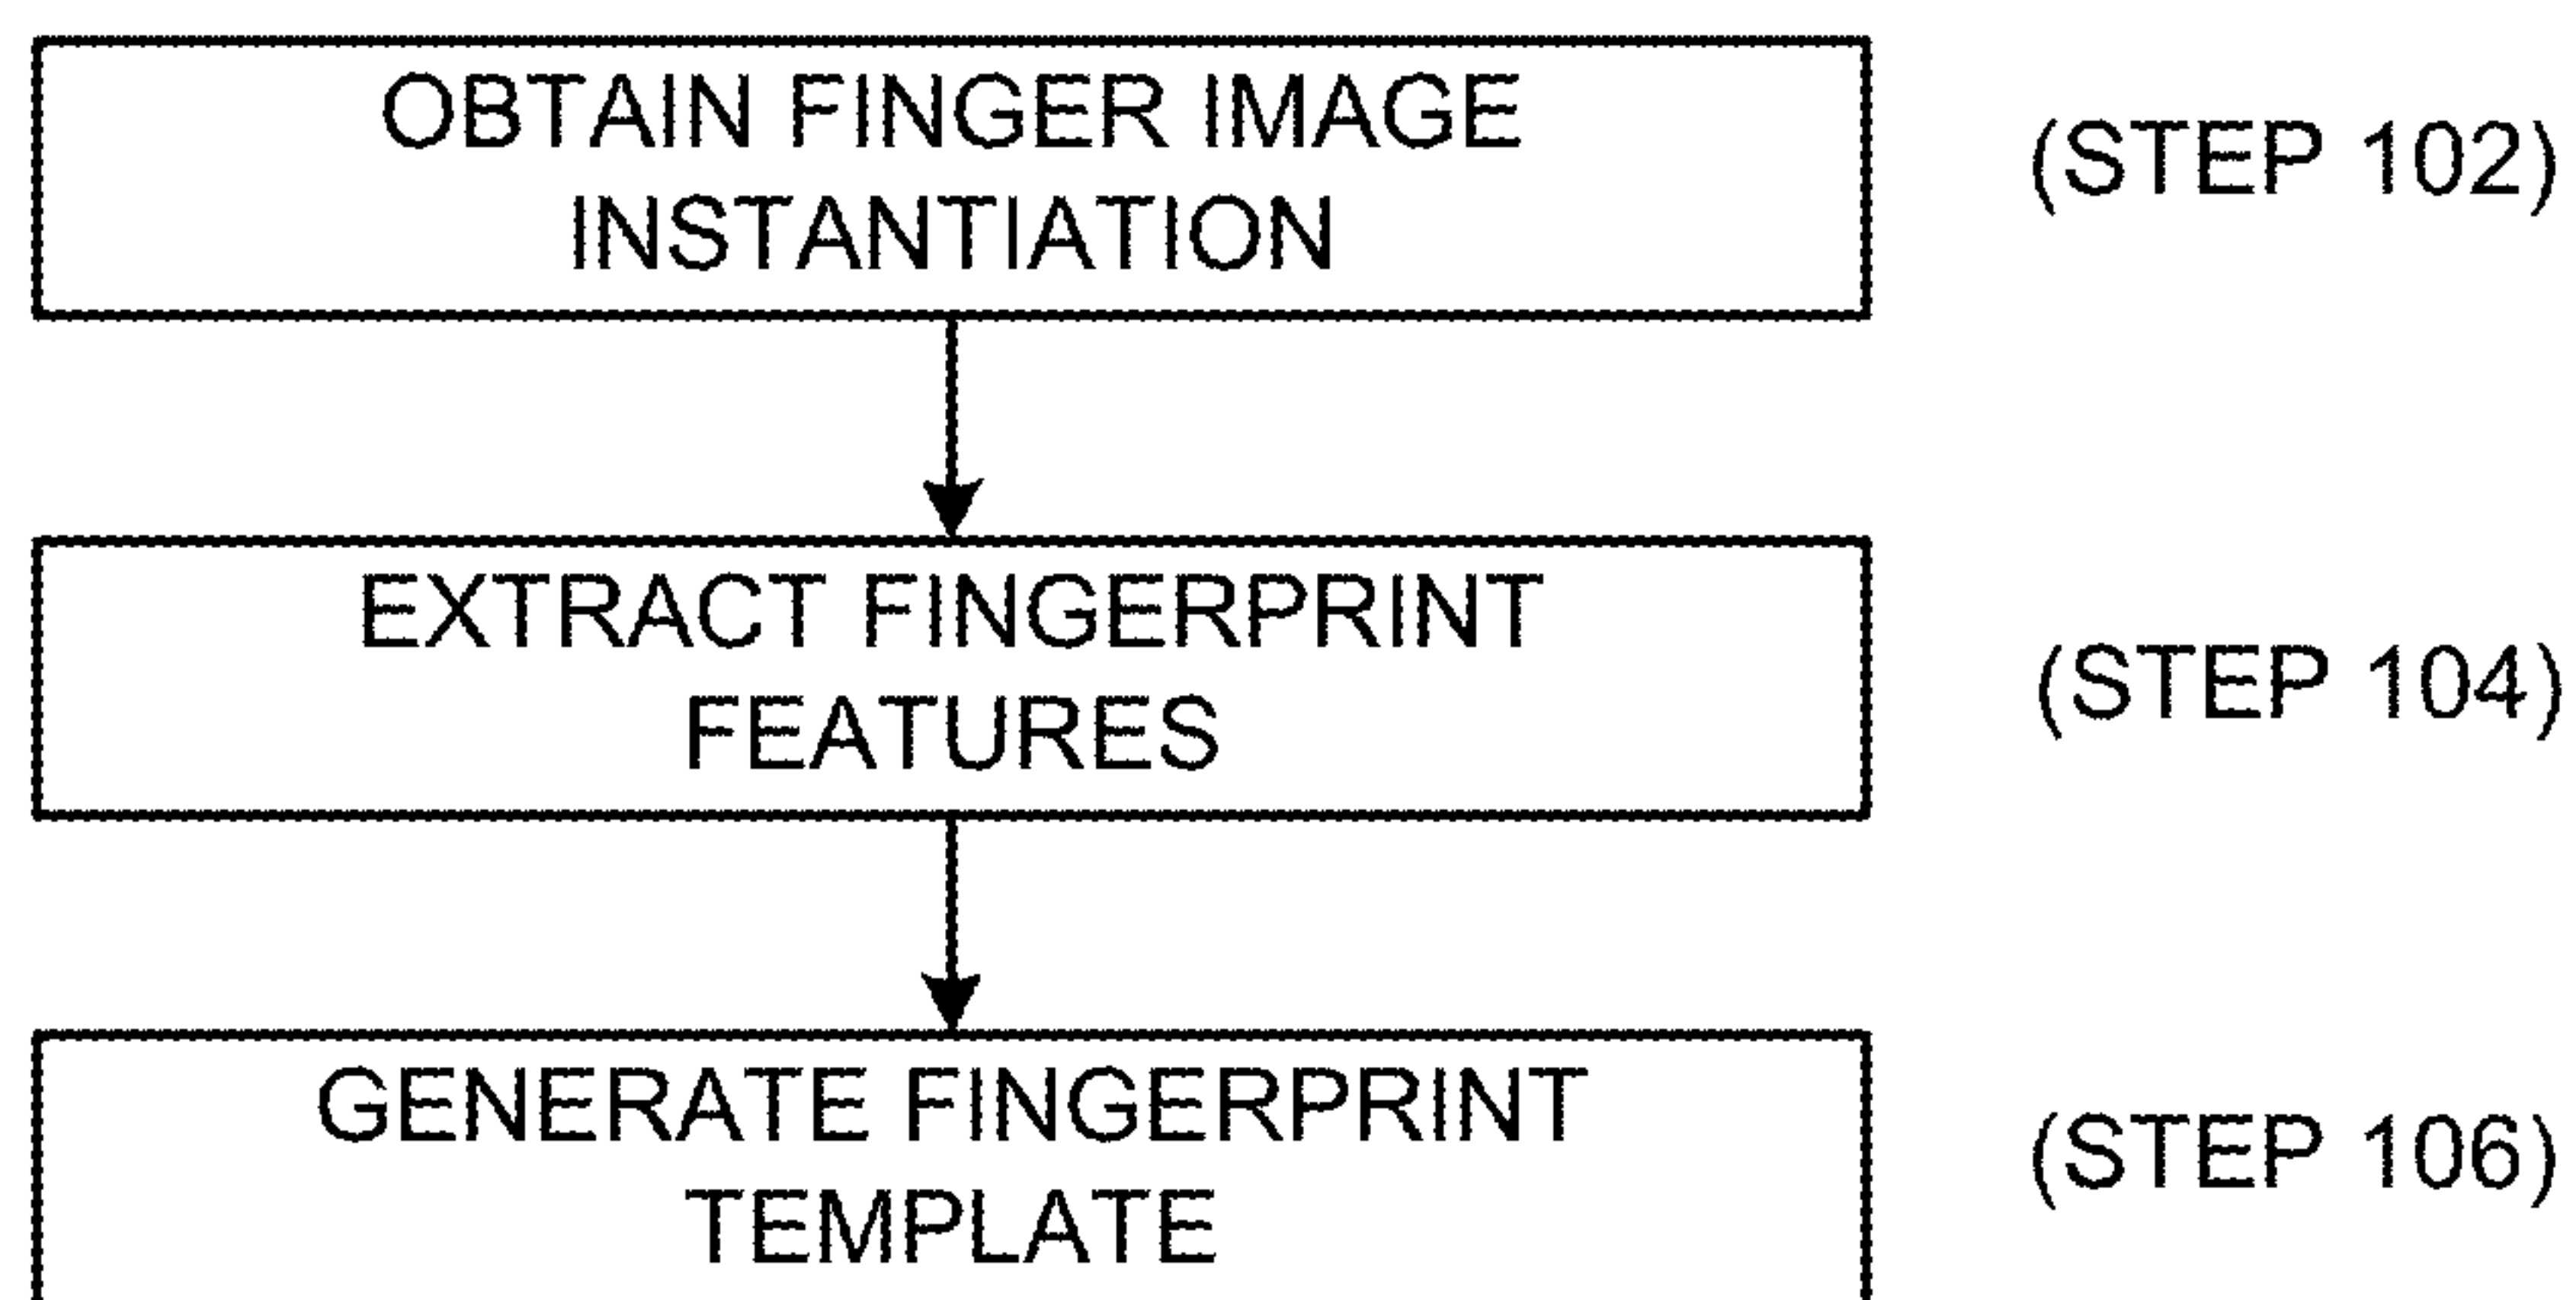 OBTAIN FINGER IMAGE
INSTANTIATION
(STEP 102)
EXTRACT FINGERPRINT
FEATURES
(STEP 104)
GENERATE FINGERPRINT
TEMPLATE
(STEP 106)